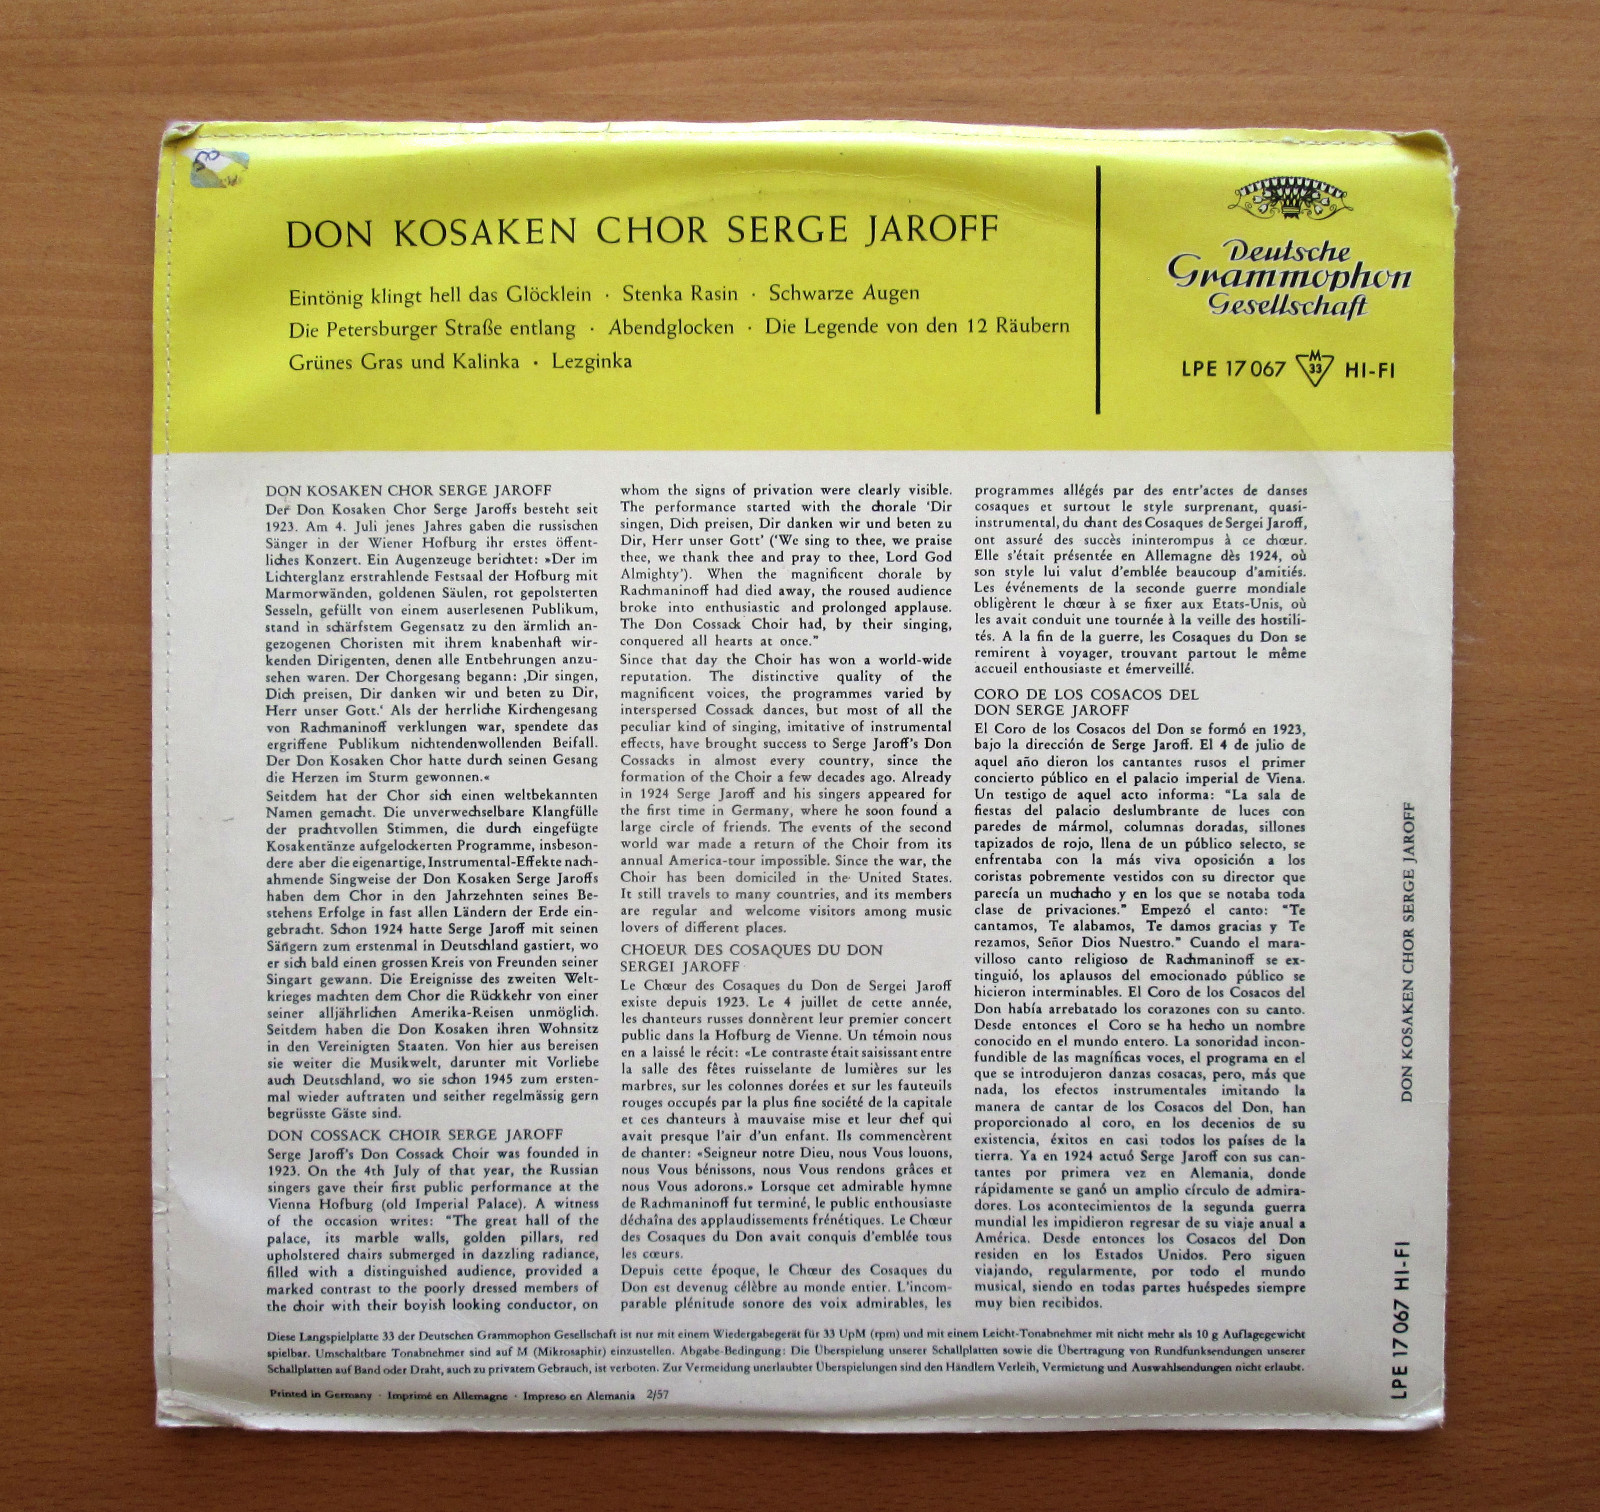 50
DON KOSAKEN CHOR SERGE JAROFF
Eintönig klingt hell das Glöcklein · Stenka Rasin · Schwarze Augen
Die Petersburger Straße entlang · Abendglocken · Die Legende von den 12 Räubern
Grünes Gras und Kalinka · Lezginka
Deutsche
Grammophon
Gesellschaft
LPE 17 067 M 33 HI-FI
DON KOSAKEN CHOR SERGE JAROFF
Der Don Kosaken Chor Serge Jaroffs besteht seit
1923. Am 4. Juli jenes Jahres gaben die russischen
Sänger in der Wiener Hofburg ihr erstes öffent-
liches Konzert. Ein Augenzeuge berichtet: »Der im
Lichterglanz erstrahlende Festsaal der Hofburg mit
Marmorwänden, goldenen Säulen, rot gepolsterten
Sesseln, gefüllt von einem auserlesenen Publikum,
stand in schärfstem Gegensatz zu den ärmlich an-
gezogenen Choristen mit ihrem knabenhaft wir-
kenden Dirigenten, denen alle Entbehrungen anzu-
sehen waren. Der Chorgesang begann: ‚Dir singen,
Dich preisen, Dir danken wir und beten zu Dir,
Herr unser Gott.‘ Als der herrliche Kirchengesang
von Rachmaninoff verklungen war, spendete das
ergriffene Publikum nichtendenwollenden Beifall.
Der Don Kosaken Chor hatte durch seinen Gesang
die Herzen im Sturm gewonnen.«
Seitdem hat der Chor sich einen weltbekannten
Namen gemacht. Die unverwechselbare Klangfülle
der prachtvollen Stimmen, die durch eingefügte
Kosakentänze aufgelockerten Programme, insbeson-
dere aber die eigenartige, Instrumental-Effekte nach-
ahmende Singweise der Don Kosaken Serge Jaroffs
haben dem Chor in den Jahrzehnten seines Be-
stehens Erfolge in fast allen Ländern der Erde ein-
gebracht. Schon 1924 hatte Serge Jaroff mit seinen
Sängern zum erstenmal in Deutschland gastiert, wo
er sich bald einen grossen Kreis von Freunden seiner
Singart gewann. Die Ereignisse des zweiten Welt-
krieges machten dem Chor die Rückkehr von einer
seiner alljährlichen Amerika-Reisen unmöglich.
Seitdem haben die Don Kosaken ihren Wohnsitz
in den Vereinigten Staaten. Von hier aus bereisen
sie weiter die Musikwelt, darunter mit Vorliebe
auch Deutschland, wo sie schon 1945 zum ersten-
mal wieder auftraten und seither regelmässig gern
begrüsste Gäste sind.
DON COSSACK CHOIR SERGE JAROFF
Serge Jaroff's Don Cossack Choir was founded in
1923. On the 4th July of that year, the Russian
singers gave their first public performance at the
Vienna Hofburg (old Imperial Palace). A witness
of the occasion writes: "The great hall of the
palace, its marble walls, golden pillars, red
upholstered chairs submerged in dazzling radiance,
filled with a distinguished audience, provided a
marked contrast to the poorly dressed members of
the choir with their boyish looking conductor, on
whom the signs of privation were clearly visible.
The performance started with the chorale 'Dir
singen, Dich preisen, Dir danken wir und beten zu
Dir, Herr unser Gott' ('We sing to thee, we praise
thee, we thank thee and pray to thee, Lord God
Almighty'). When the magnificent chorale by
Rachmaninoff had died away, the roused audience
broke into enthusiastic and prolonged applause.
The Don Cossack Choir had, by their singing,
conquered all hearts at once."
Since that day the Choir has won a world-wide
reputation. The distinctive quality of the
magnificent voices, the programmes varied by
interspersed Cossack dances, but most of all the
peculiar kind of singing, imitative of instrumental
effects, have brought success to Serge Jaroff's Don
Cossacks in almost every country, since the
formation of the Choir a few decades ago. Already
in 1924 Serge Jaroff and his singers appeared for
the first time in Germany, where he soon found a
large circle of friends. The events of the second
world war made a return of the Choir from its
annual America-tour impossible. Since the war, the
Choir has been domiciled in the United States.
It still travels to many countries, and its members
are regular and welcome visitors among music
lovers of different places.
CHOEUR DES COSAQUES DU DON
SERGEI JAROFF
Le Chœur des Cosaques du Don de Sergei Jaroff
existe depuis 1923. Le 4 juillet de cette année,
les chanteurs russes donnèrent leur premier concert
public dans la Hofburg de Vienne. Un témoin nous
en a laissé le récit: «Le contraste était saisissant entre
la salle des fêtes ruisselante de lumières sur les
marbres, sur les colonnes dorées et sur les fauteuils
rouges occupés par la plus fine société de la capitale
et ces chanteurs à mauvaise mise et leur chef qui
avait presque l'air d'un enfant. Ils commencèrent
de chanter: «Seigneur notre Dieu, nous Vous louons,
nous Vous bénissons, nous Vous rendons grâces et
nous Vous adorons.» Lorsque cet admirable hymne
de Rachmaninoff fut terminé, le public enthousiaste
déchaîna des applaudissements frénétiques. Le Chœur
des Cosaques du Don avait conquis d'emblée tous
les cœurs.
Depuis cette époque, le Chœur des Cosaques du
Don est devenug célèbre au monde entier. L'incom-
parable plénitude sonore des voix admirables, les
programmes allégés par des entr'actes de danses
cosaques et surtout le style surprenant, quasi-
instrumental, du chant des Cosaques de Sergei Jaroff,
ont assuré des succès ininterompus à ce chœur.
Elle s'était présentée en Allemagne dès 1924, où
son style lui valut d'emblée beaucoup d'amitiés.
Les événements de la seconde guerre mondiale
obligèrent le chœur à se fixer aux Etats-Unis, où
les avait conduit une tournée à la veille des hostili-
tés. A la fin de la guerre, les Cosaques du Don se
remirent à voyager, trouvant partout le même
accueil enthousiaste et émerveillé.
CORO DE LOS COSACOS DEL
DON SERGE JAROFF
El Coro de los Cosacos del Don se formó en 1923,
bajo la dirección de Serge Jaroff. El 4 de julio de
aquel año dieron los cantantes rusos el primer
concierto público en el palacio imperial de Viena.
Un testigo de aquel acto informa: "La sala de
fiestas del palacio deslumbrante de luces con
paredes de mármol, columnas doradas, sillones
tapizados de rojo, llena de un público selecto, se
enfrentaba con la más viva oposición a los
coristas pobremente vestidos con su director que
parecía un muchacho y en los que se notaba toda
clase de privaciones." Empezó el canto: "Te
cantamos, Te alabamos, Te damos gracias y Te
rezamos, Señor Dios Nuestro." Cuando el mara-
villoso canto religioso de Rachmaninoff se ex-
tinguió, los aplausos del emocionado público se
hicieron interminables. El Coro de los Cosacos del
Don había arrebatado los corazones con su canto.
Desde entonces el Coro se ha hecho un nombre
conocido en el mundo entero. La sonoridad incon-
fundible de las magníficas voces, el programa en el
que se introdujeron danzas cosacas, pero, más que
nada, los efectos instrumentales imitando la
manera de cantar de los Cosacos del Don, han
proporcionado al coro, en los decenios de su
existencia, éxitos en casi todos los países de la
tierra. Ya en 1924 actuó Serge Jaroff con sus can-
tantes por primera vez en Alemania, donde
rápidamente se ganó un amplio círculo de admira-
dores. Los acontecimientos de la segunda guerra
mundial les impidieron regresar de su viaje anual a
América. Desde entonces los Cosacos del Don
residen en los Estados Unidos. Pero siguen
viajando, regularmente, por todo el mundo
musical, siendo en todas partes huéspedes siempre
muy bien recibidos.
Diese Langspielplatte 33 der Deutschen Grammophon Gesellschaft ist nur mit einem Wiedergabegerät für 33 UpM (rpm) und mit einem Leicht-Tonabnehmer mit nicht mehr als 10 g Auflagegewicht
spielbar. Umschaltbare Tonabnehmer sind auf M (Mikrosaphir) einzustellen. Abgabe-Bedingung: Die Überspielung unserer Schallplatten sowie die Übertragung von Rundfunksendungen unserer
Schallplatten auf Band oder Draht, auch zu privatem Gebrauch, ist verboten. Zur Vermeidung unerlaubter Überspielungen sind den Händlern Verleih, Vermietung und Auswahlsendungen nicht erlaubt.
Printed in Germany · Imprimé en Allemagne · Impreso en Alemania 2/57
DON KOSAKEN CHOR SERGE JAROFF
LPE 17 067 HI-FI